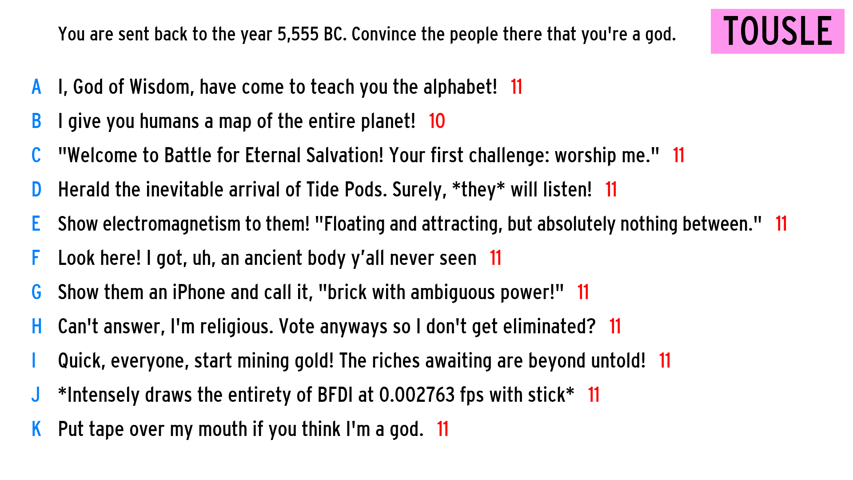 You are sent back to the year 5,555 BC. Convince the people there that you're a god.
TOUSLE
A I, God of Wisdom, have come to teach you the alphabet! 11
B I give you humans a map of the entire planet! 10
C "Welcome to Battle for Eternal Salvation! Your first challenge: worship me." 11
D Herald the inevitable arrival of Tide Pods. Surely, *they* will listen! 11
E Show electromagnetism to them! "Floating and attracting, but absolutely nothing between." 11
F Look here! I got, uh, an ancient body y’all never seen 11
G Show them an iPhone and call it, "brick with ambiguous power!" 11
H Can't answer, I'm religious. Vote anyways so I don't get eliminated? 11
I Quick, everyone, start mining gold! The riches awaiting are beyond untold! 11
J *Intensely draws the entirety of BFDI at 0.002763 fps with stick* 11
K Put tape over my mouth if you think I'm a god. 11